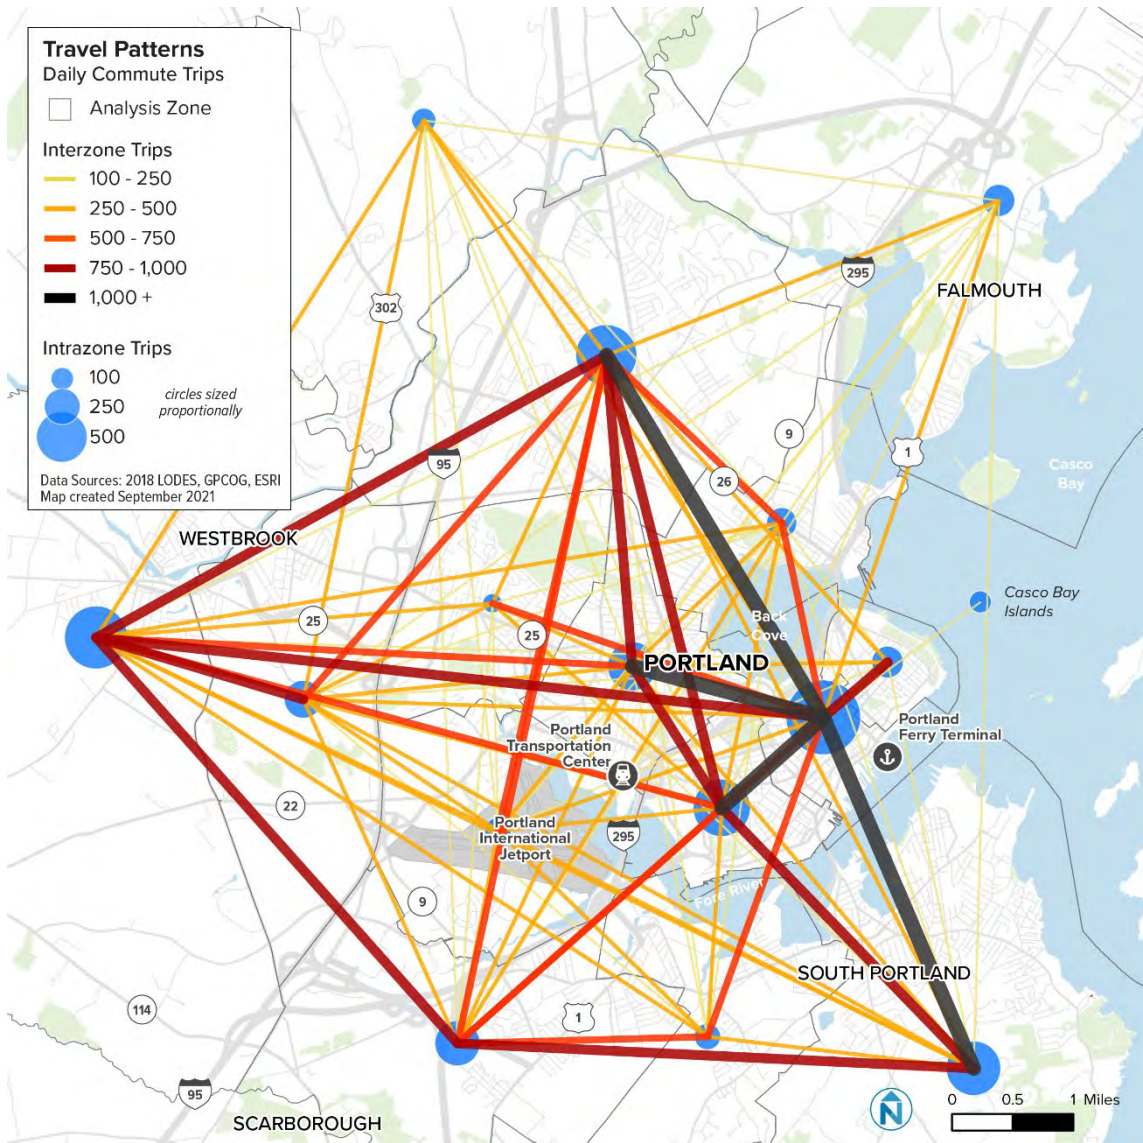 Travel Patterns
Daily Commute Trips
Analysis Zone
Interzone Trips
100 - 250
250 - 500
500 - 750
750 - 1,000
1,000 +
Intrazone Trips
100
250
500
circles sized
proportionally
Data Sources: 2018 LODES, GPCOG, ESRI
Map created September 2021
302
295
FALMOUTH
9
1
95
26
Casco
Bay
WESTBROOK
Casco Bay
Islands
25
25
Back
Cove
PORTLAND
Portland
Ferry Terminal
Portland
Transportation
Center
22
Portland
International
Jetport
295
9
Fore River
SOUTH PORTLAND
114
1
95
SCARBOROUGH
N
0 0.5 1 Miles